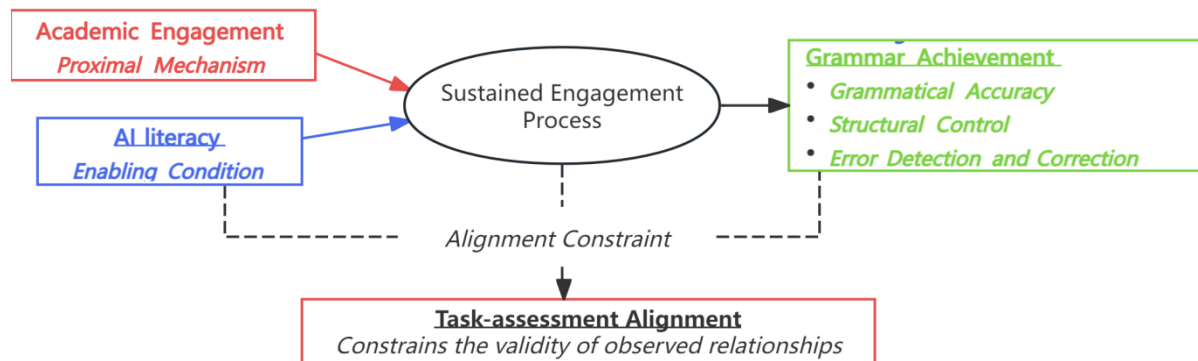 Academic Engagement
Proximal Mechanism
AI literacy
Enabling Condition
Sustained Engagement
Process
Grammar Achievement
• Grammatical Accuracy
• Structural Control
• Error Detection and Correction
Alignment Constraint
Task-assessment Alignment
Constrains the validity of observed relationships